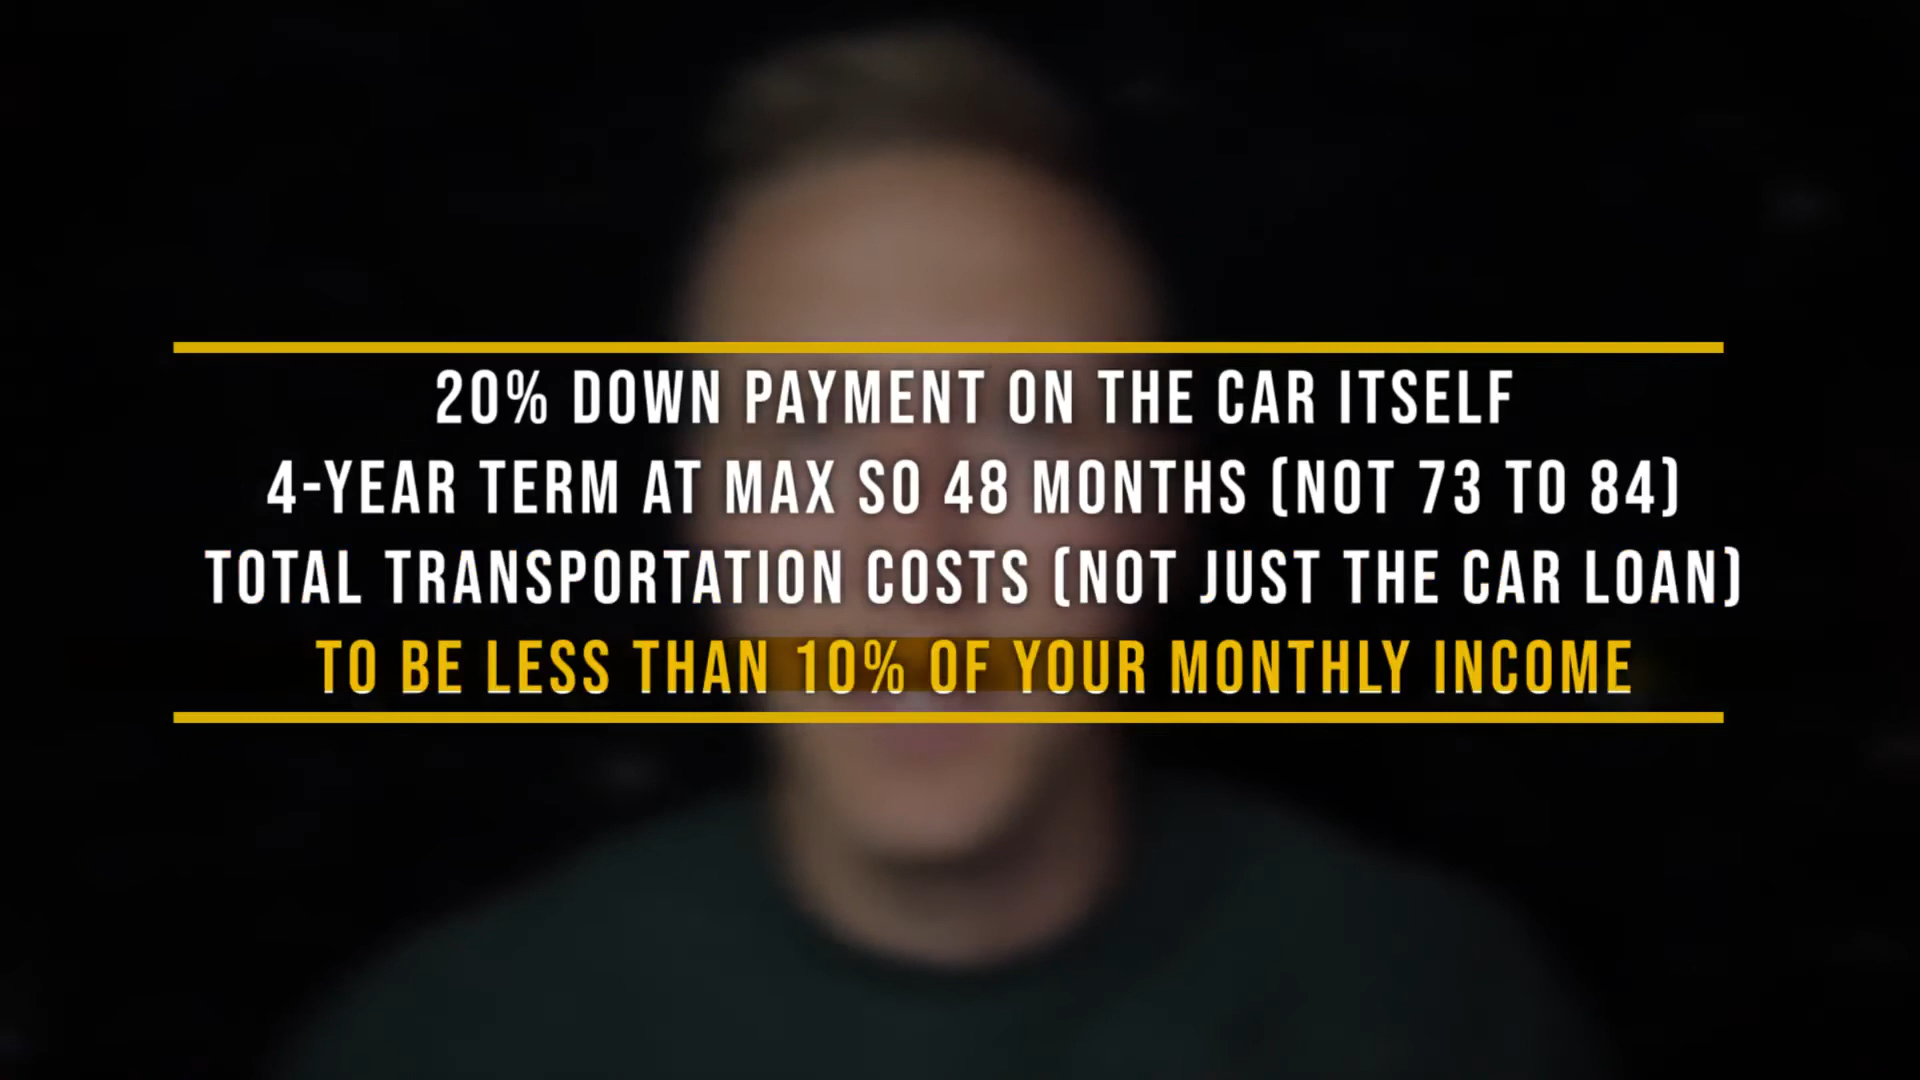 20% DOWN PAYMENT ON THE CAR ITSELF
4-YEAR TERM AT MAX SO 48 MONTHS (NOT 73 TO 84)
TOTAL TRANSPORTATION COSTS (NOT JUST THE CAR LOAN)
TO BE LESS THAN 10% OF YOUR MONTHLY INCOME